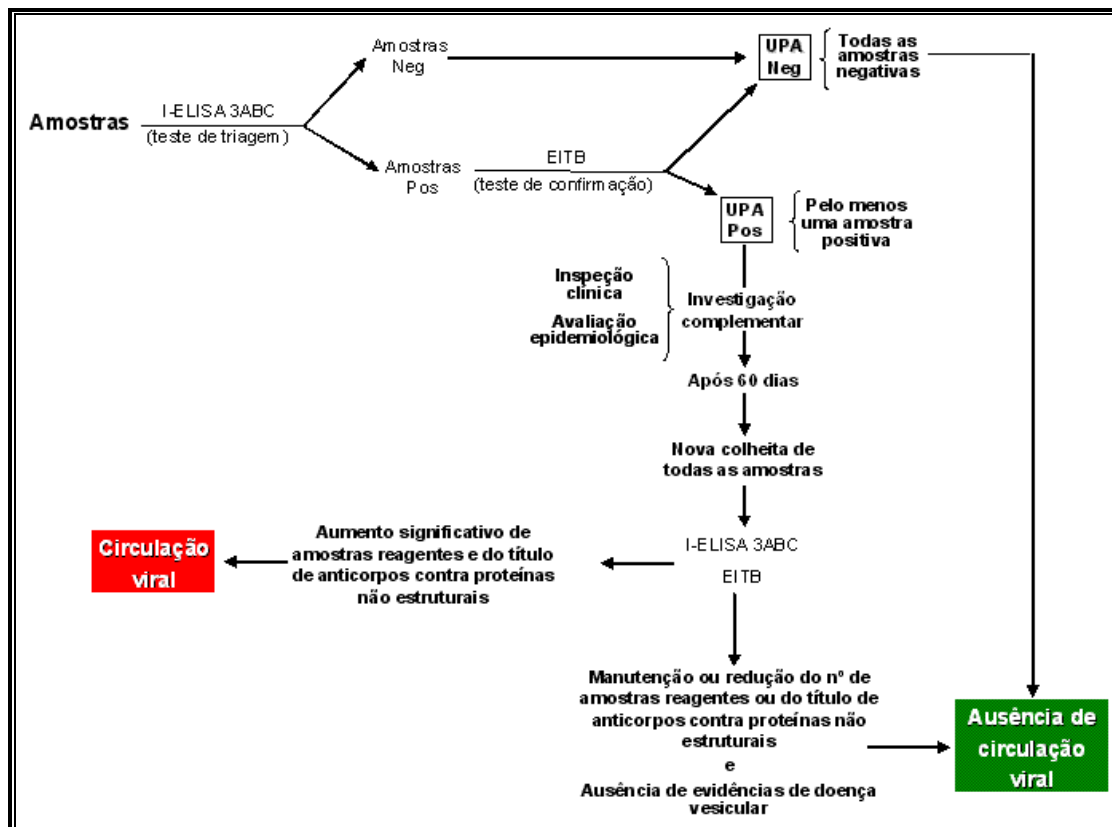 Amostras
I-ELISA 3ABC
(teste de triagem)
Amostras
Neg
Amostras
Pos
EITB
(teste de confirmação)
UPA
Neg
Todas as
amostras
negativas
UPA
Pos
Pelo menos
uma amostra
positiva
Inspeção
clinica
Avaliação
epidemiológica
Investigação
complementar
Após 60 dias
Nova colheita de
todas as amostras
I-ELISA 3ABC
EITB
Aumento significativo de
amostras reagentes e do título
de anticorpos contra proteínas
não estruturais
Circulação
viral
Manutenção ou redução do nº de
amostras reagentes ou do título de
anticorpos contra proteínas não
estruturais
e
Ausência de evidências de doença
vesicular
Ausência de
circulação
viral